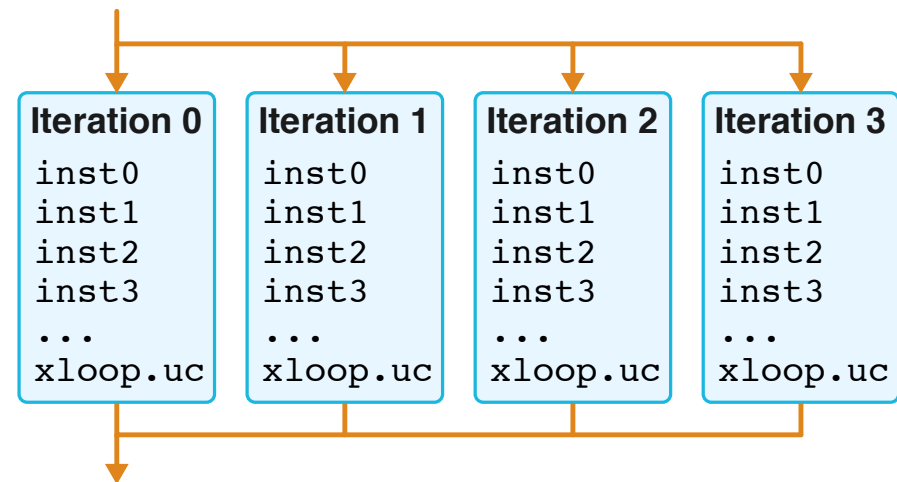 Iteration 0
inst0
inst1
inst2
inst3
...
xloop.uc
Iteration 1
inst0
inst1
inst2
inst3
...
xloop.uc
Iteration 2
inst0
inst1
inst2
inst3
...
xloop.uc
Iteration 3
inst0
inst1
inst2
inst3
...
xloop.uc